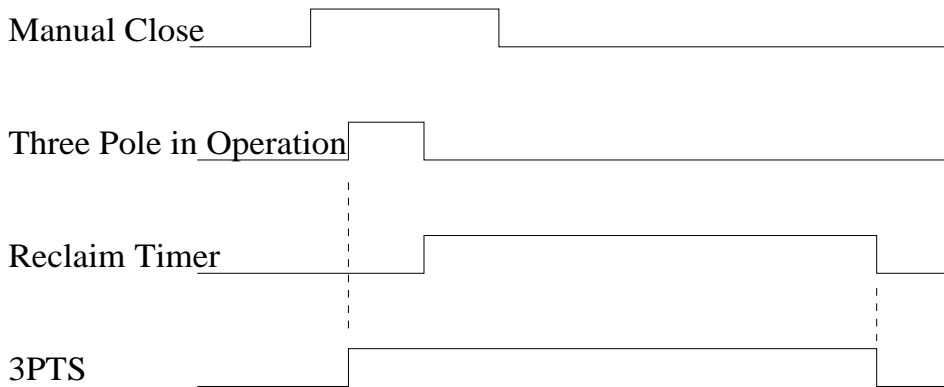 Manual Close
Three Pole in Operation
Reclaim Timer
3PTS